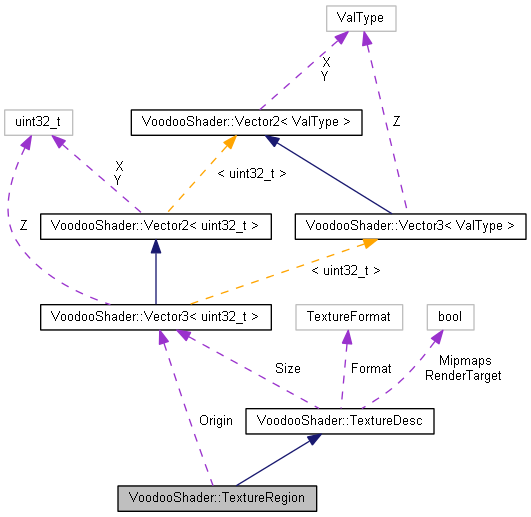 ValType
X
Y
uint32_t
VoodooShader::Vector2< ValType >
Z
X
Y
< uint32_t >
Z
VoodooShader::Vector2< uint32_t >
VoodooShader::Vector3< ValType >
< uint32_t >
VoodooShader::Vector3< uint32_t >
TextureFormat
bool
Size
Format
Mipmaps
RenderTarget
Origin
VoodooShader::TextureDesc
VoodooShader::TextureRegion